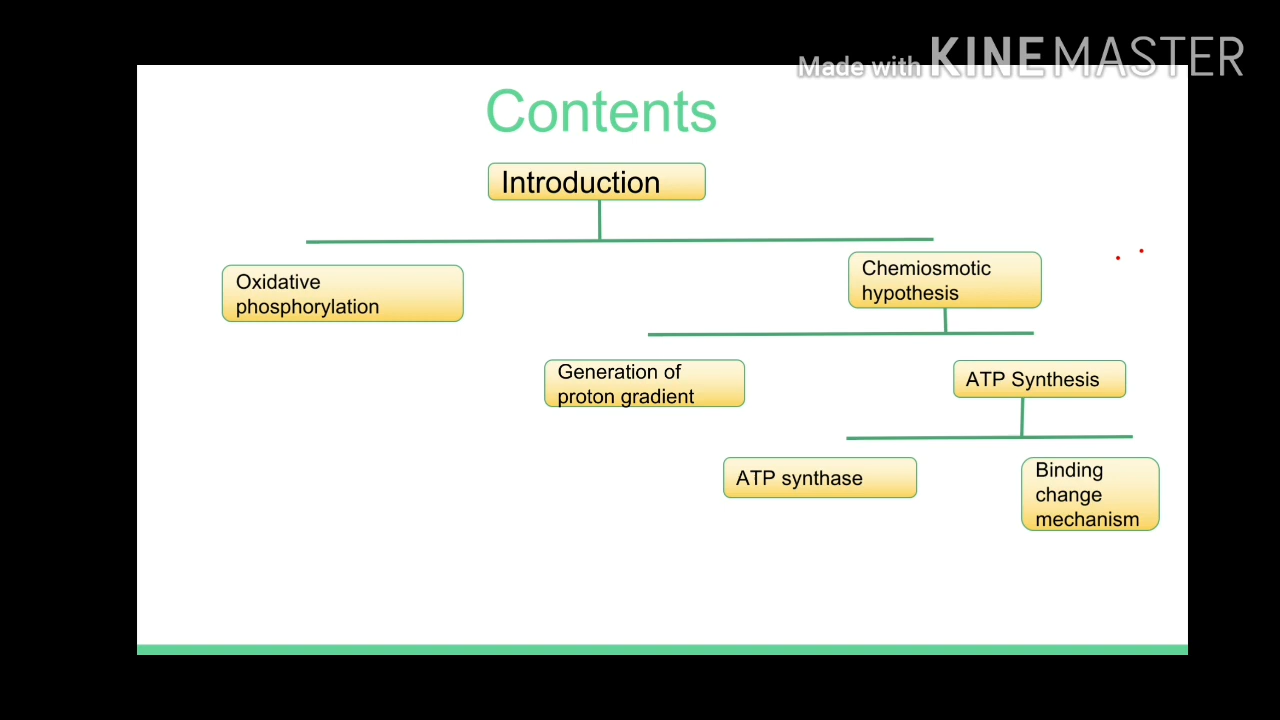 Made with KINEMASTER
Contents
Introduction
Oxidative
phosphorylation
Chemiosmotic
hypothesis
Generation of
proton gradient
ATP Synthesis
ATP synthase
Binding
change
mechanism